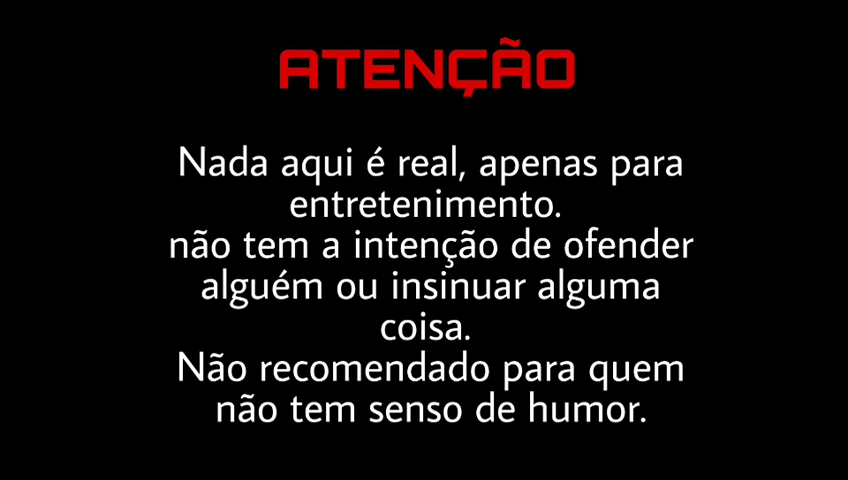 ATENÇÃO
Nada aqui é real, apenas para
entretenimento.
não tem a intenção de ofender
alguém ou insinuar alguma
coisa.
Não recomendado para quem
não tem senso de humor.